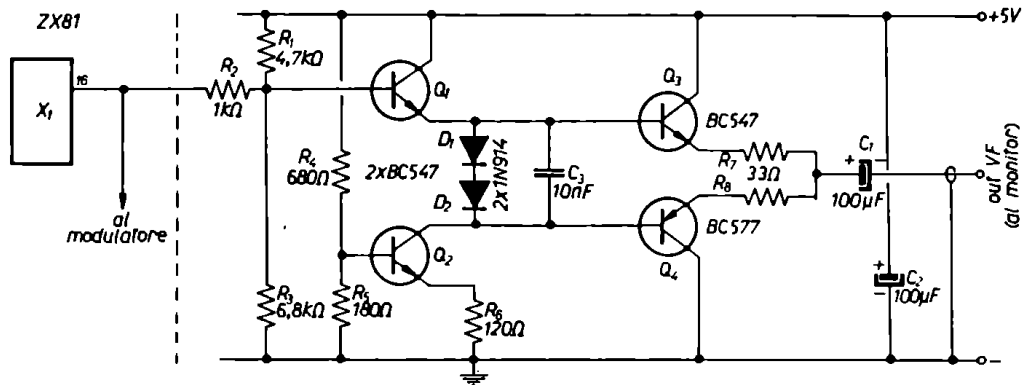 ZX81
X1
16
al
modulatore
R2
1kΩ
R1
4,7kΩ
R3
6,8kΩ
R4
680Ω
R5
180Ω
Q1
2xBC547
Q2
R6
120Ω
D1
D2
2x1N914
C3
10nF
Q3
BC547
R7
33Ω
R8
BC577
Q4
C1
+ -
100µF
+
C2
-
100µF
+5V
out VF
(al monitor)
-